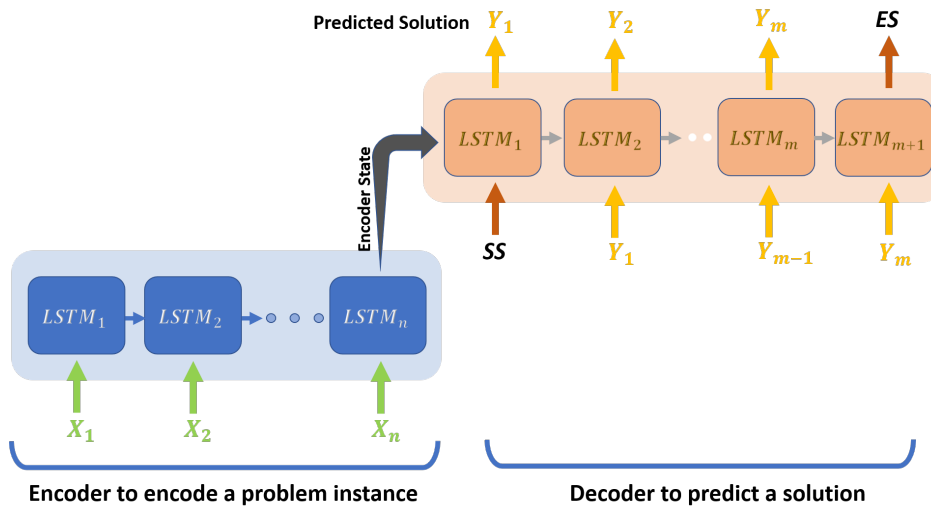 Predicted Solution Y₁ Y₂ Yₘ ES
LSTM₁ LSTM₂ LSTMₘ LSTMₘ₊₁
Encoder State
SS Y₁ Yₘ₋₁ Yₘ
LSTM₁ LSTM₂ LSTMₙ
X₁ X₂ Xₙ
Encoder to encode a problem instance
Decoder to predict a solution